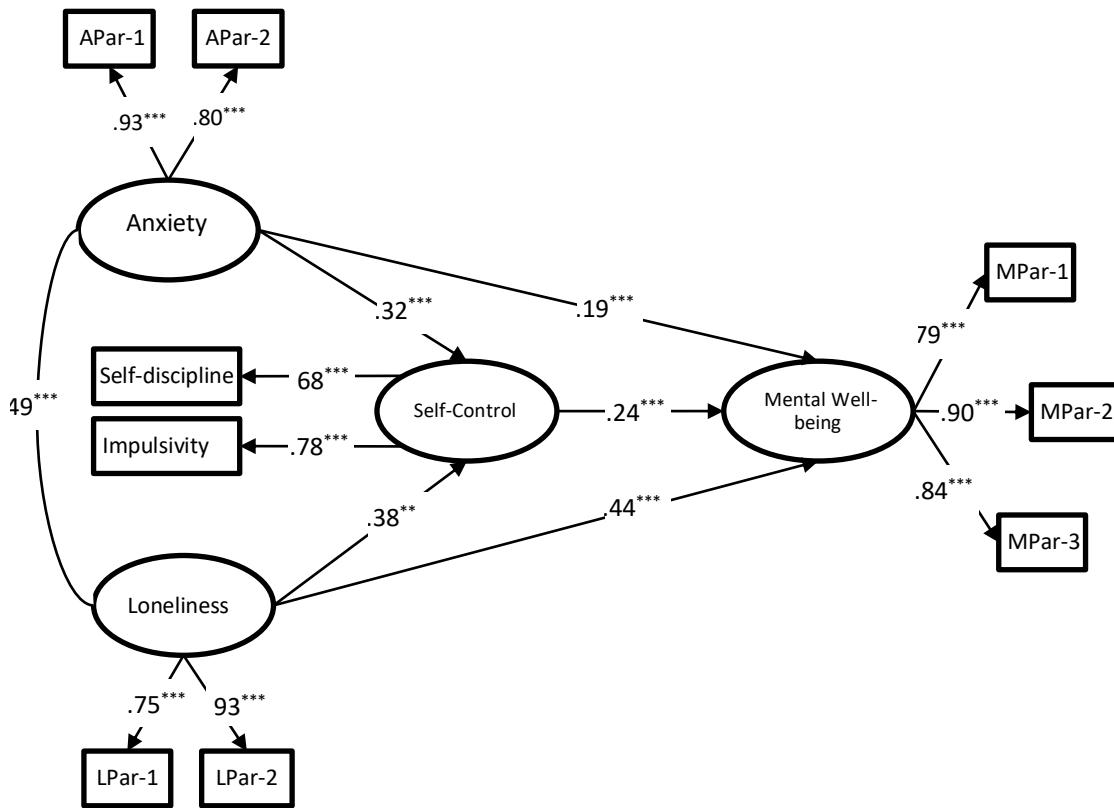 APar-1 APar-2
.93*** .80***
Anxiety
MPar-1
.32*** .19***
79***
Self-discipline 68***
Self-Control .24*** Mental Well-
being
.90*** MPar-2
49***
Impulsivity .78***
.84***
.38** .44***
MPar-3
Loneliness
.75*** 93***
LPar-1 LPar-2